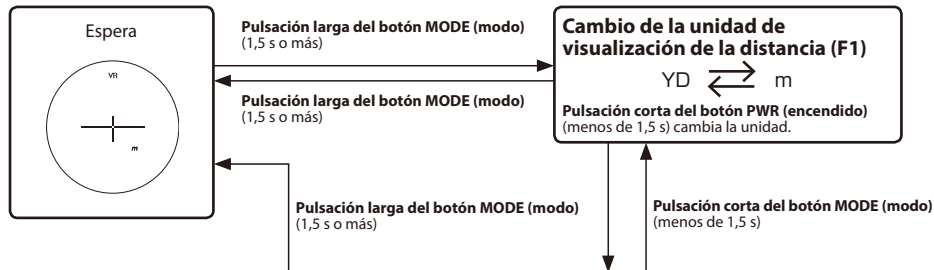 Espera
VR
m
Pulsación larga del botón MODE (modo)
(1,5 s o más)
Pulsación larga del botón MODE (modo)
(1,5 s o más)
Cambio de la unidad de
visualización de la distancia (F1)
YD m
Pulsación corta del botón PWR (encendido)
(menos de 1,5 s) cambia la unidad.
Pulsación larga del botón MODE (modo)
(1,5 s o más)
Pulsación corta del botón MODE (modo)
(menos de 1,5 s)